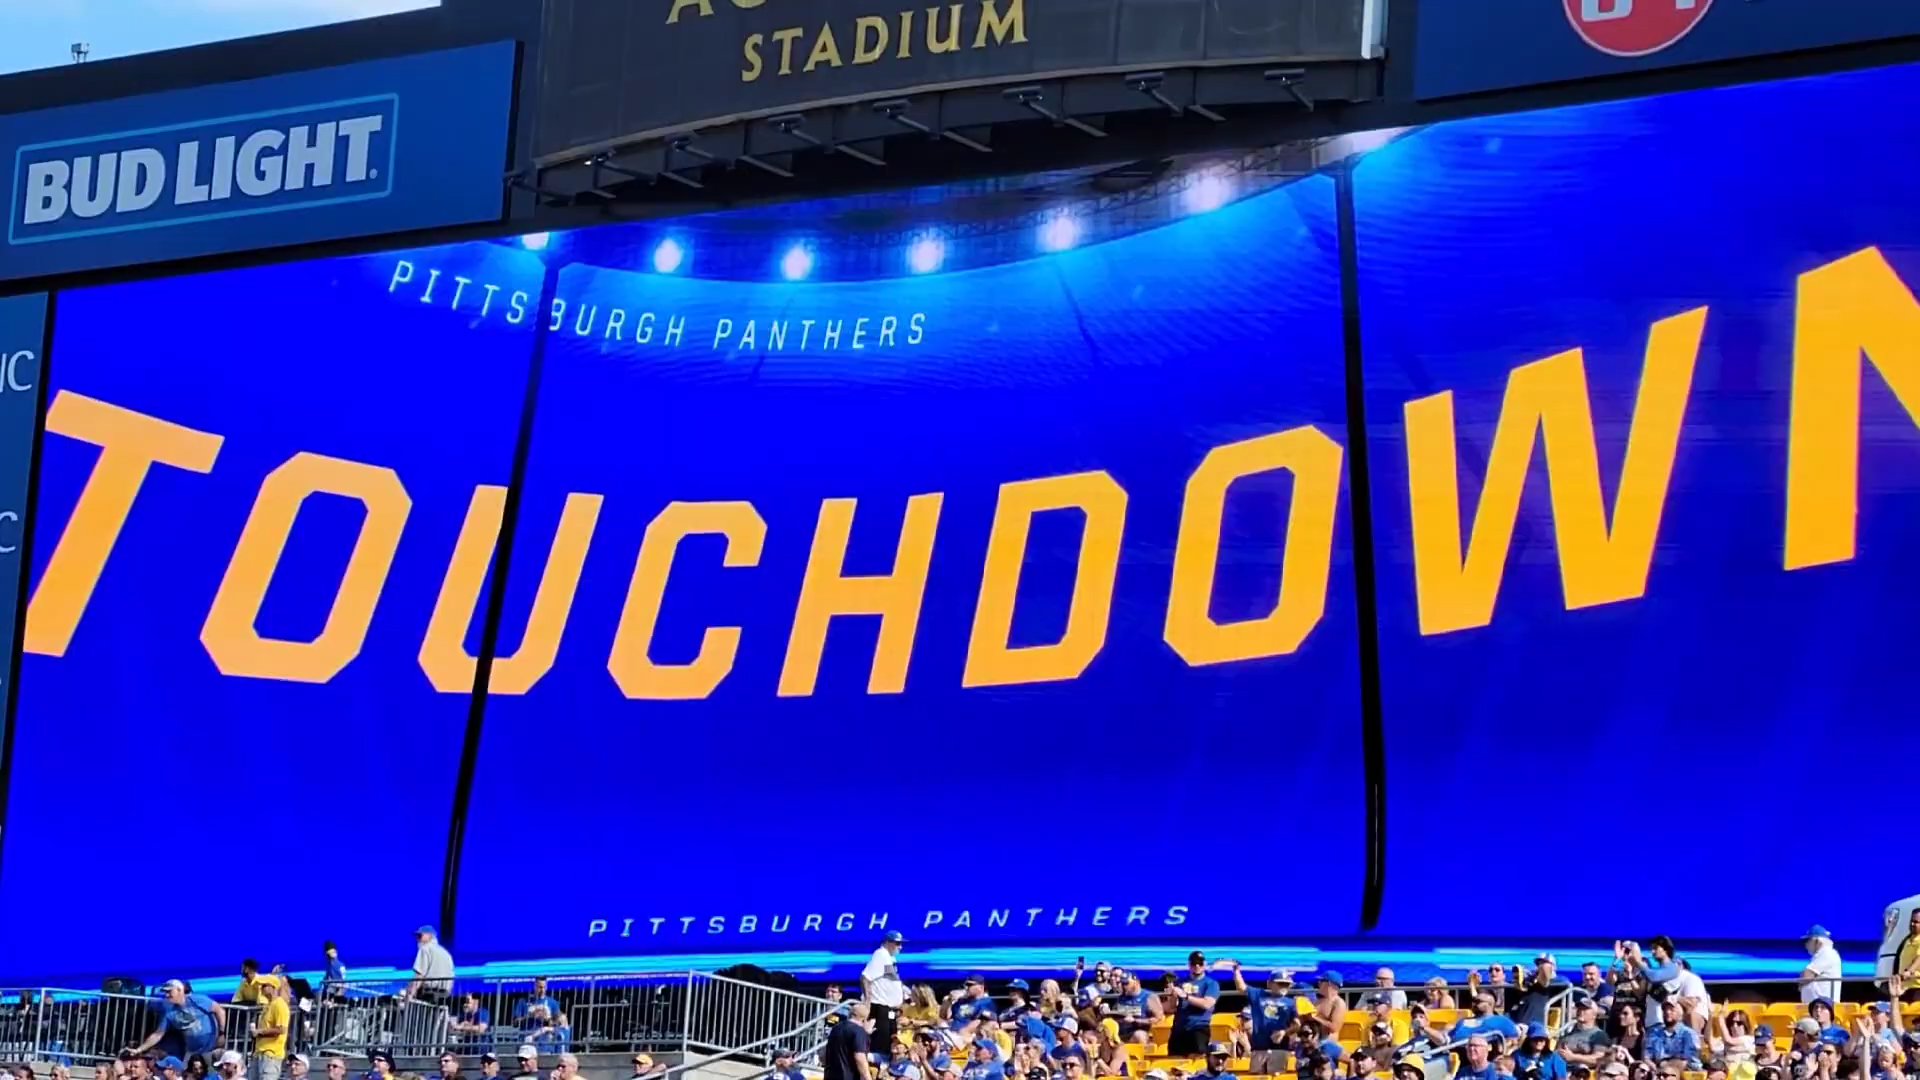 STADIUM
BUD LIGHT
PITTSBURGH PANTHERS
TOUCHDOWN
PITTSBURGH PANTHERS